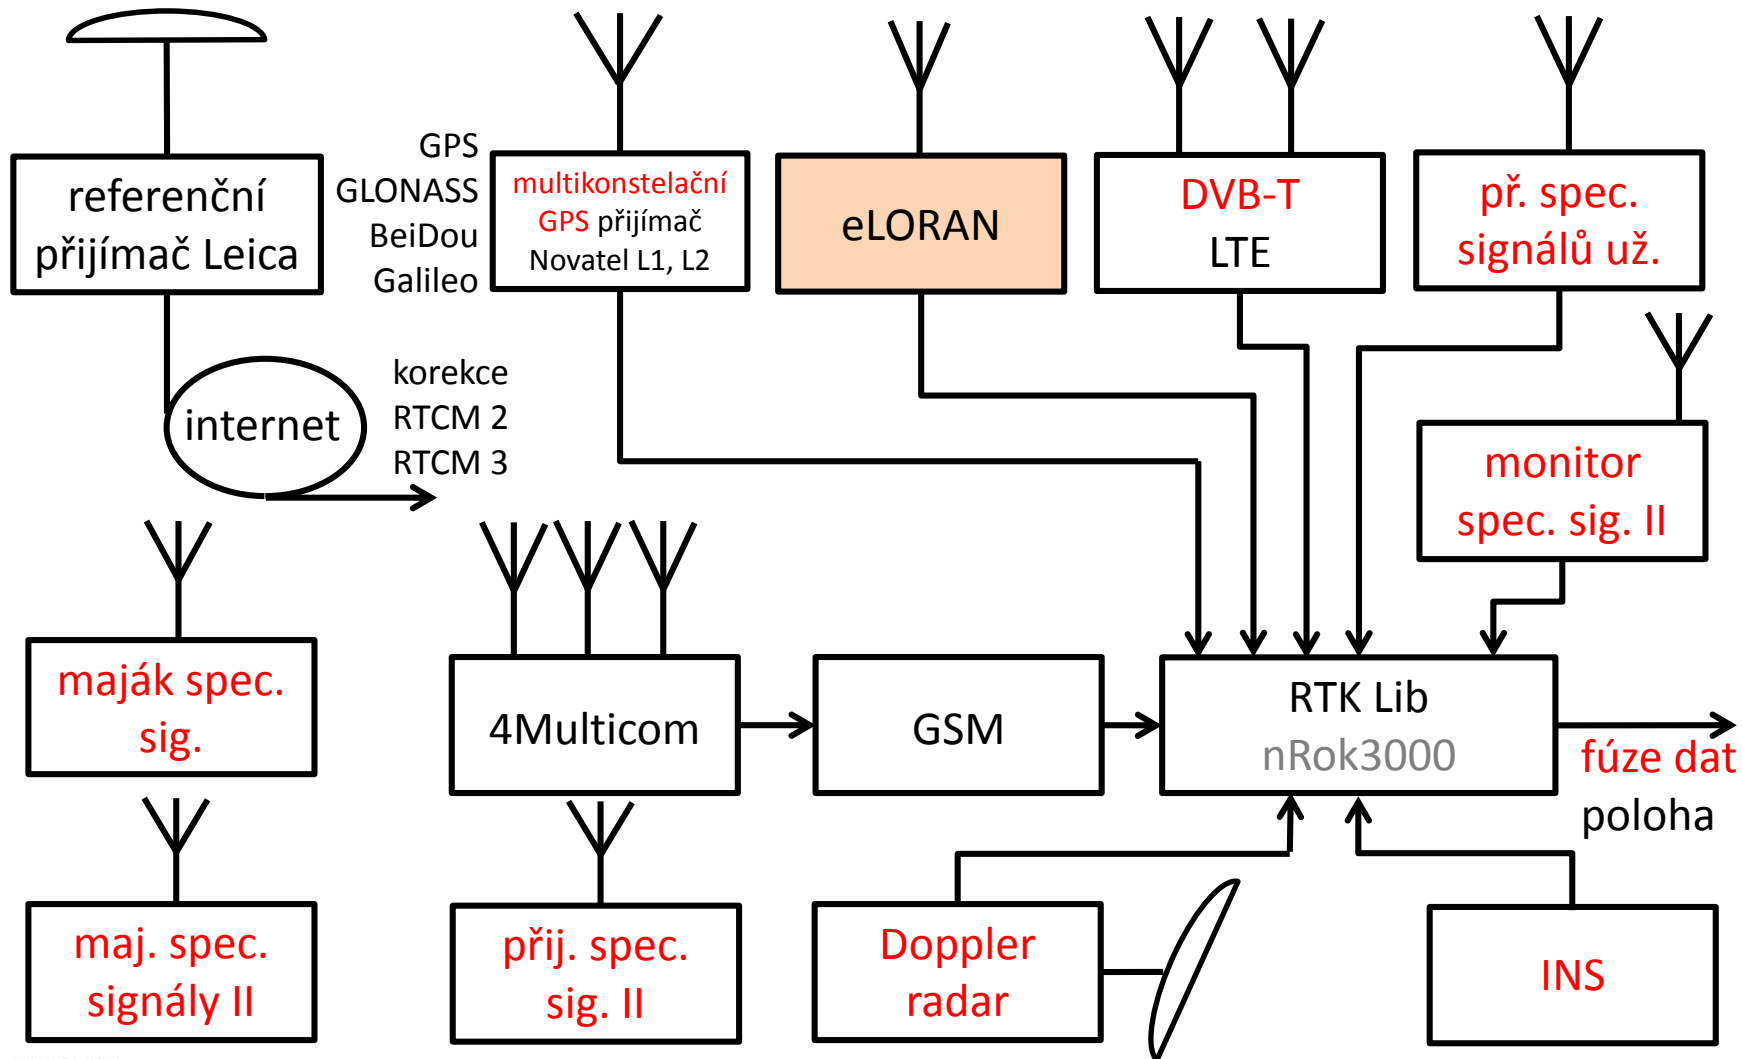 referenční
přijímač Leica
GPS
GLONASS
BeiDou
Galileo
multikonstelační
GPS přijímač
Novatel L1, L2
eLORAN
DVB-T
LTE
př. spec.
signálů už.
internet
korekce
RTCM 2
RTCM 3
monitor
spec. sig. II
maják spec.
sig.
4Multicom
GSM
RTK Lib
nRok3000
fúze dat
poloha
maj. spec.
signály II
přij. spec.
sig. II
Doppler
radar
INS